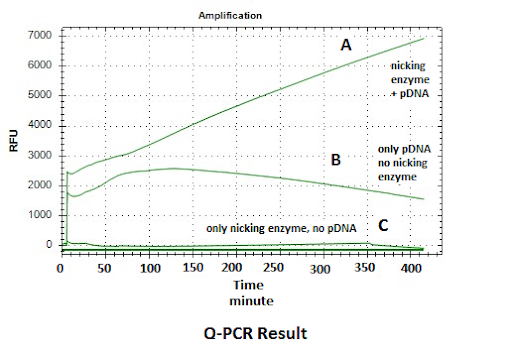 Amplification
7000
6000
5000
4000
3000
2000
1000
0
RFU
A
nicking
enzyme
+ pDNA
B
only pDNA
no nicking
enzyme
only nicking enzyme, no pDNA
C
0 50 100 150 200 250 300 350 400
Time
minute
Q-PCR Result